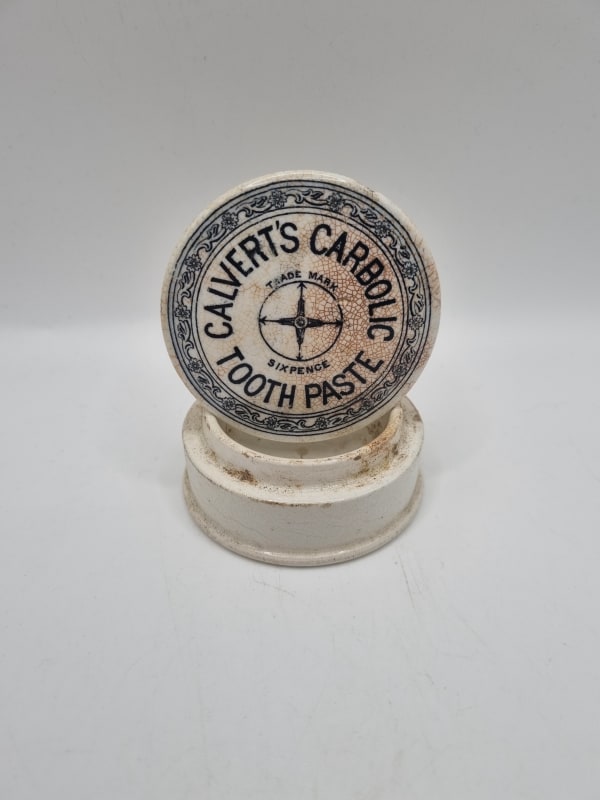 CALVERT'S CARBOLIC
TRADE MARK
SIXPENCE
TOOTH PASTE